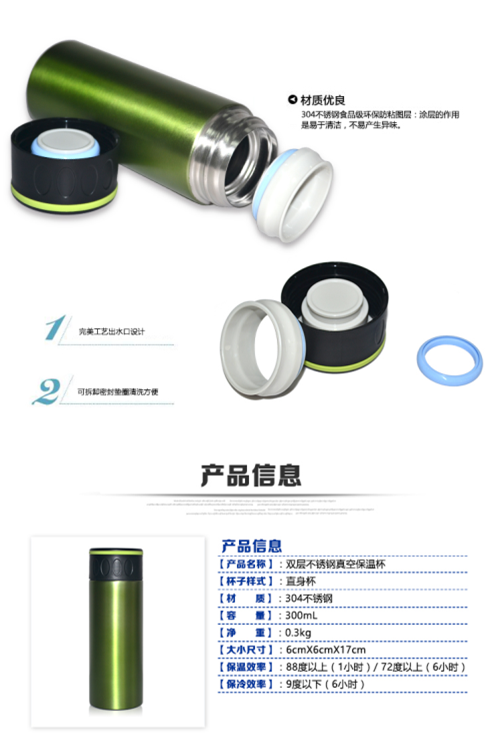 材质优良
304不锈钢食品级环保防粘图层：涂层的作用
是易于清洁，不易产生异味。
1 完美工艺出水口设计
2 可拆卸密封垫圈清洗方便
产品信息
产品信息
【产品名称】：双层不锈钢真空保温杯
【杯子样式】：直身杯
【材 质】：304不锈钢
【容 量】：300mL
【净 重】：0.3kg
【大小尺寸】：6cmX6cmX17cm
【保温效率】：88度以上（1小时）/ 72度以上（6小时）
【保冷效率】：9度以下（6小时）